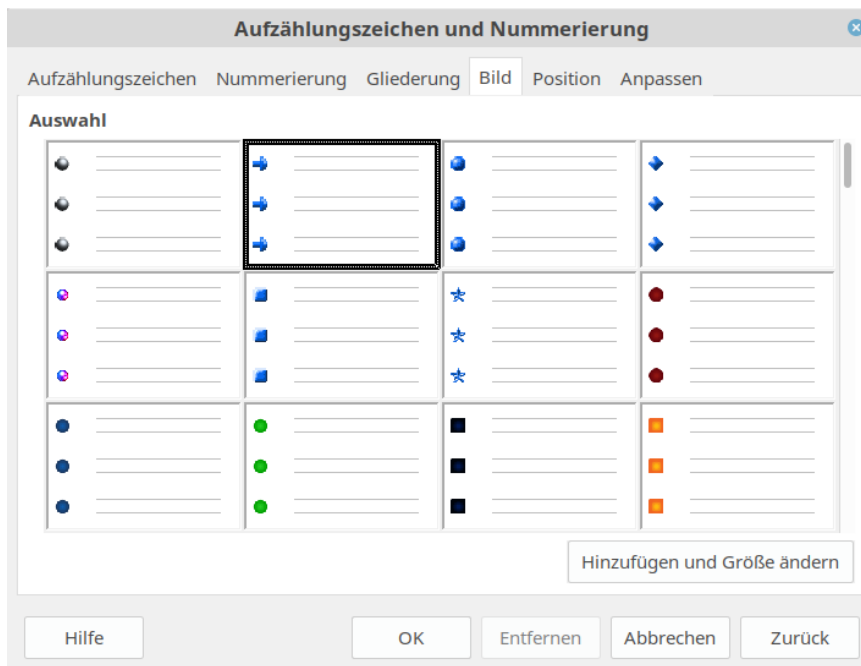 Aufzählungszeichen und Nummerierung
Aufzählungszeichen Nummerierung Gliederung Bild Position Anpassen
Auswahl
Hinzufügen und Größe ändern
Hilfe OK Entfernen Abbrechen Zurück